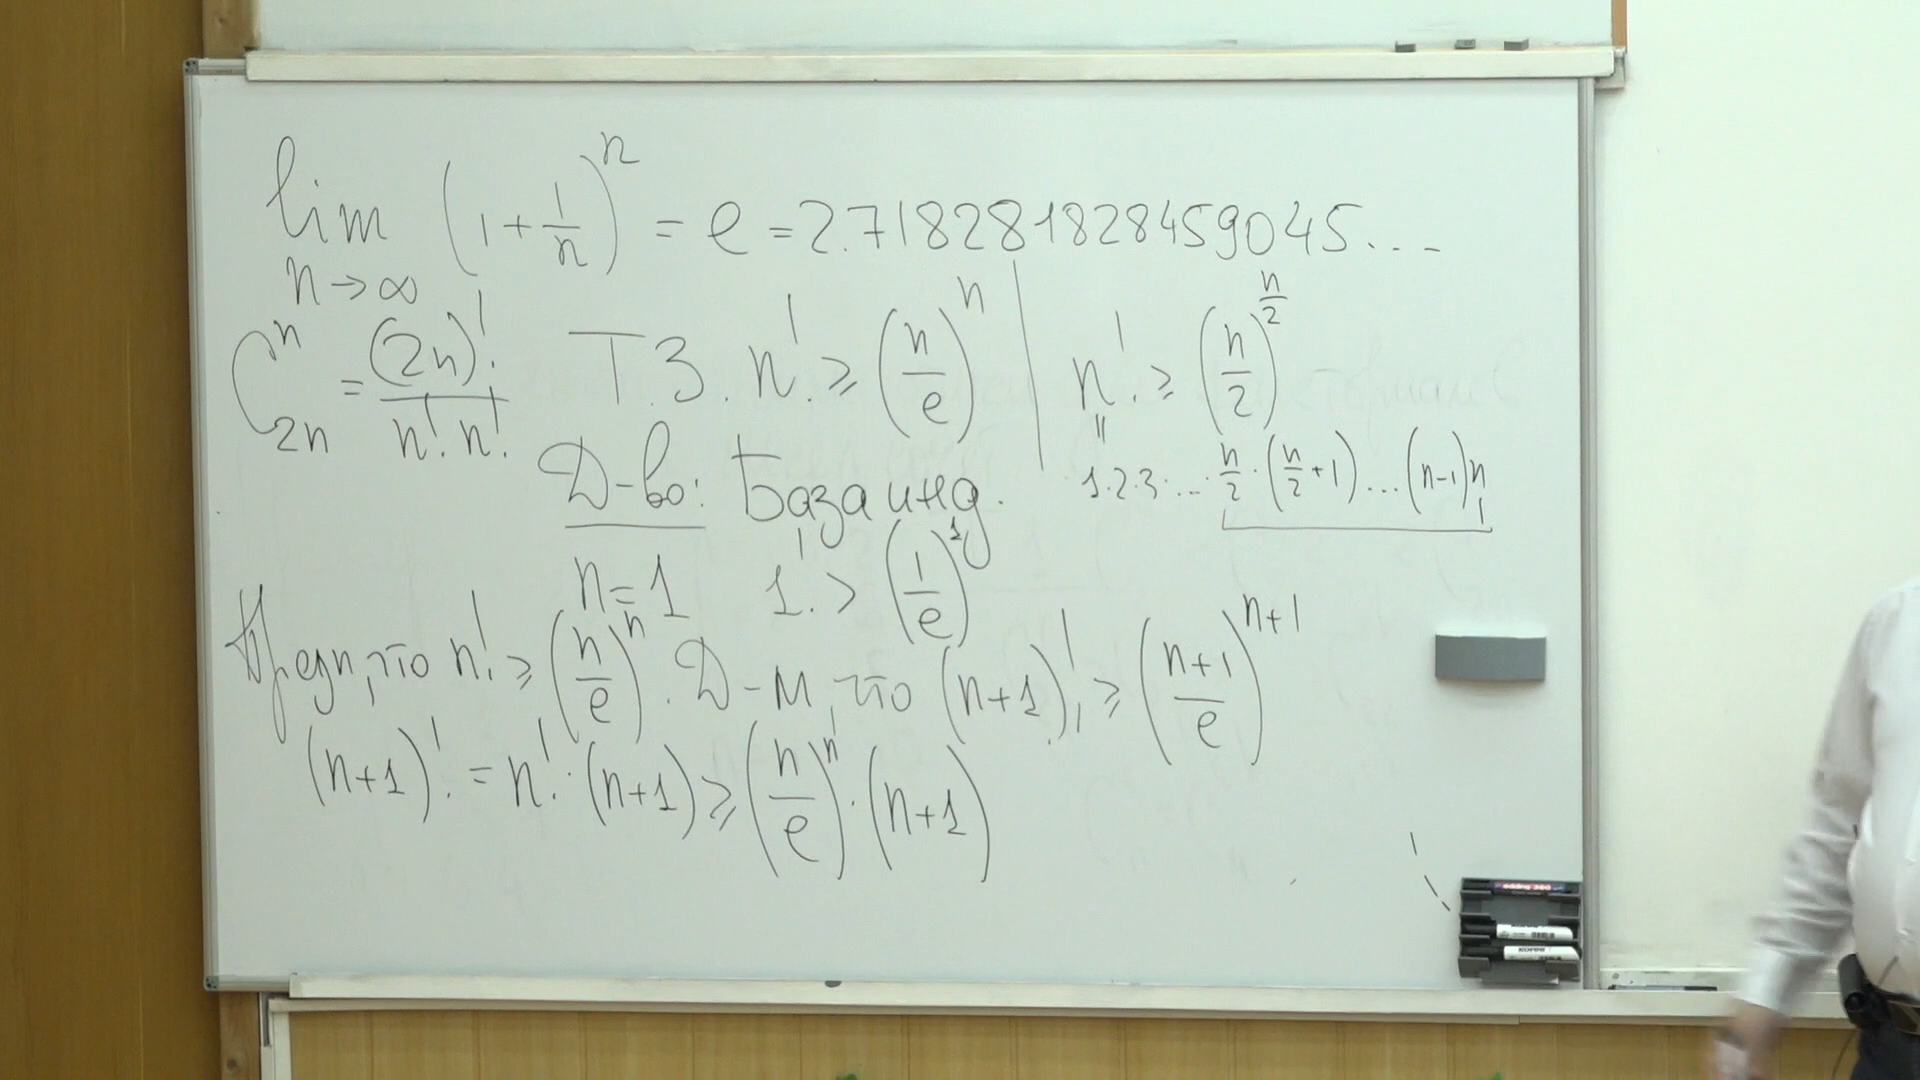 lim (1+1/n)^n = e = 2.718281828459045...
n→∞
C_{2n}^n = (2n)!/(n! n!)
Т.3. n! ≥ (n/e)^n | n! ≥ (n/2)^{n/2}
Д-во: База инд.
1·2·3·...·n/2·(n/2+1)...(n-1)n
n=1 1! > (1/e)^1
Предп, что n! ≥ (n/e)^n. Д-м, что (n+1)! ≥ ((n+1)/e)^{n+1}
(n+1)! = n!·(n+1) ≥ (n/e)^n·(n+1)